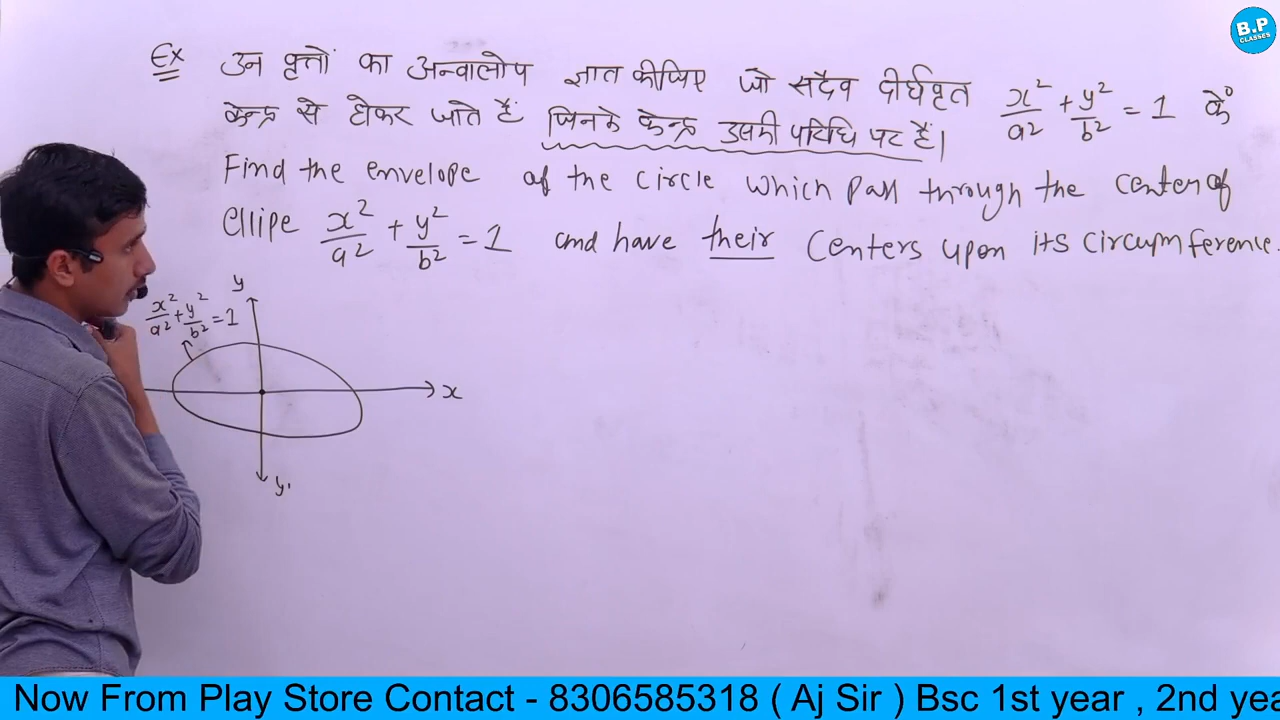 B.P
CLASSES
Ex उन वृत्तों का अन्वालोप ज्ञात कीजिए जो सदैव दीर्घवृत x²/a² + y²/b² = 1 के
केन्द्र से होकर जाते हैं जिनके केन्द्र उसकी परिधि पर हैं।
Find the envelope of the circle which pass through the center of
ellipe x²/a² + y²/b² = 1 and have their centers upon its circumference.
y
x²/a² + y²/b² = 1
x
y'
Now From Play Store Contact - 8306585318 ( Aj Sir ) Bsc 1st year , 2nd yea